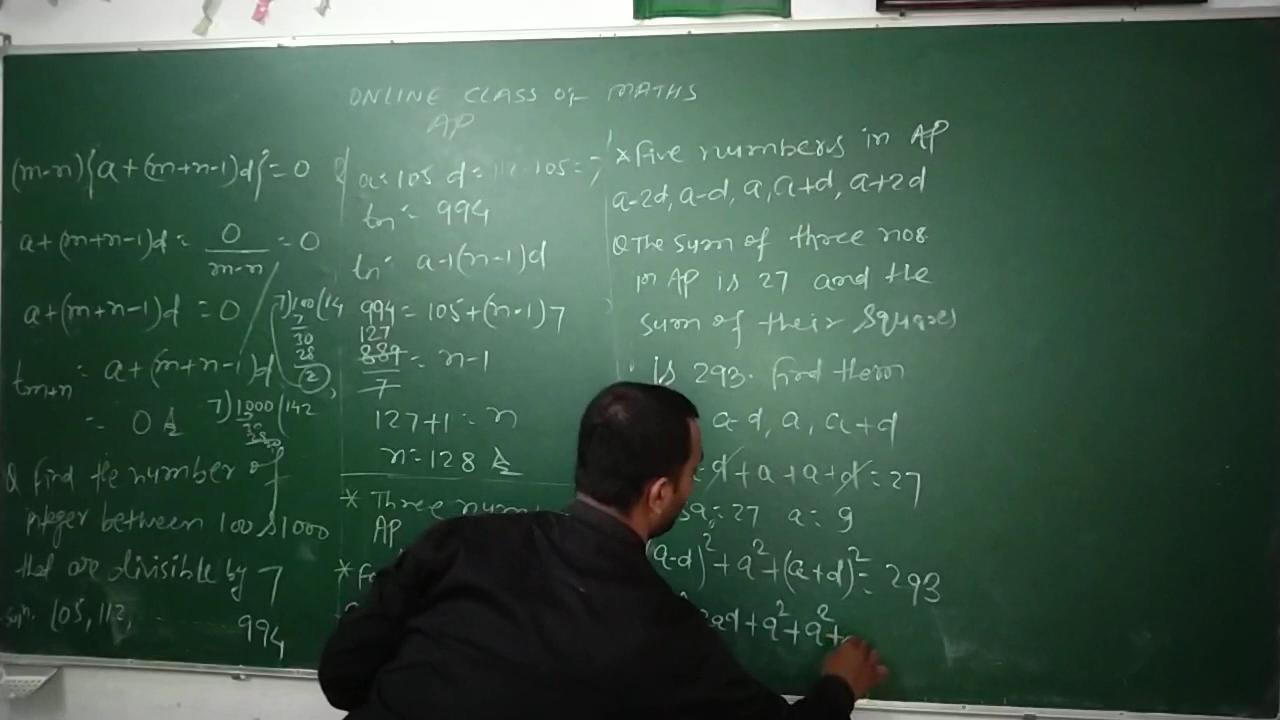 ONLINE CLASS OF MATHS
AP
(m-n){a+(m+n-1)d}=0
a+(m+n-1)d= 0/(m-n) =0
a+(m+n-1)d =0
7)100(14
7
30
28
2
tm+n= a+(m+n-1)d
= 0 A
7)1000(142
Q find the number of
integer between 100 & 1000
that are divisible by 7
Soln. 105, 112,
994
a=105 d=112-105=7
tn= 994
tn= a+(n-1)d
994=105+(n-1)7
127
889/7 = n-1
127+1=n
n=128 A
* Three num
AP
* Five numbers in AP
a-2d, a-d, a, a+d, a+2d
Q The sum of three nos
in AP is 27 and the
sum of their squares
is 293. find them
a-d, a, a+d
-d+a+a+d=27
3a=27 a=9
(a-d)²+a²+(a+d)²=293
2ad+a²+a²+